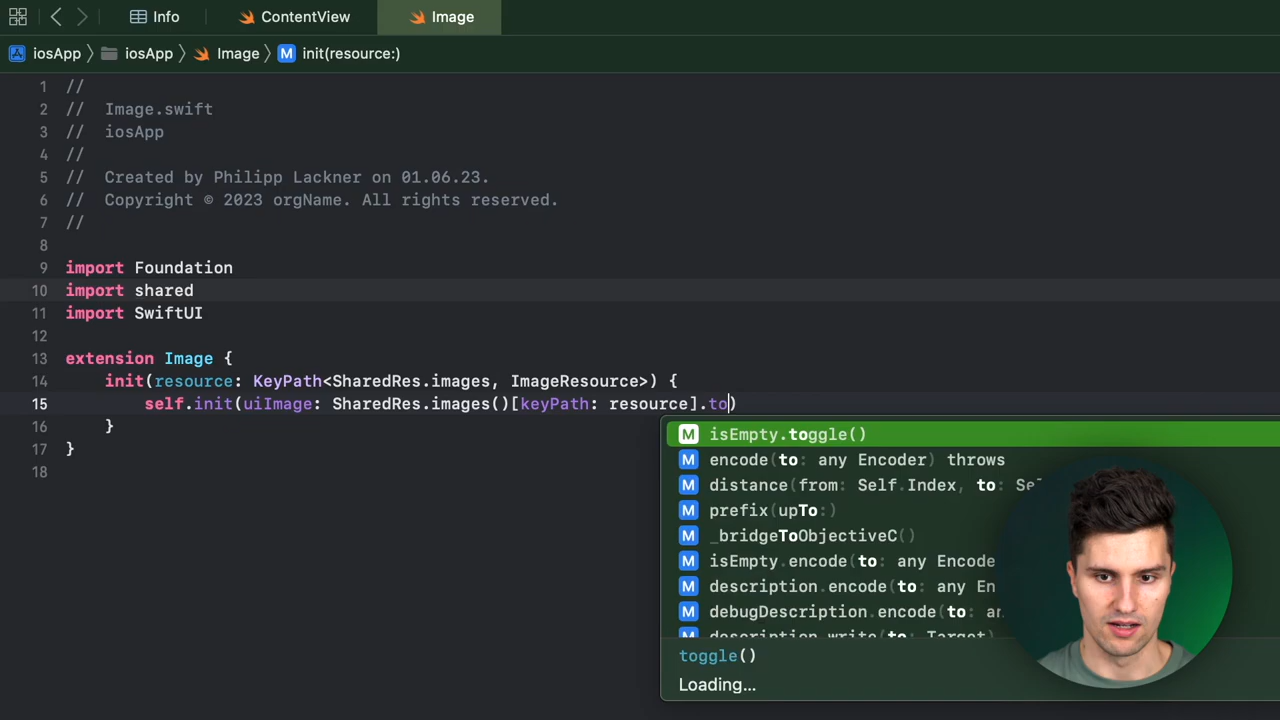 Info
ContentView
Image
iosApp
iosApp
Image
M
init(resource:)
1 //
2 // Image.swift
3 // iosApp
4 //
5 // Created by Philipp Lackner on 01.06.23.
6 // Copyright © 2023 orgName. All rights reserved.
7 //
8
9 import Foundation
10 import shared
11 import SwiftUI
12
13 extension Image {
14 init(resource: KeyPath<SharedRes.images, ImageResource>) {
15 self.init(uiImage: SharedRes.images()[keyPath: resource].to)
16 }
17 }
18
M isEmpty.toggle()
M encode(to: any Encoder) throws
M distance(from: Self.Index, to: Se
M prefix(upTo:)
M _bridgeToObjectiveC()
M isEmpty.encode(to: any Encode
M description.encode(to: any En
M debugDescription.encode(to: an
M description.write(to: Target)
toggle()
Loading...